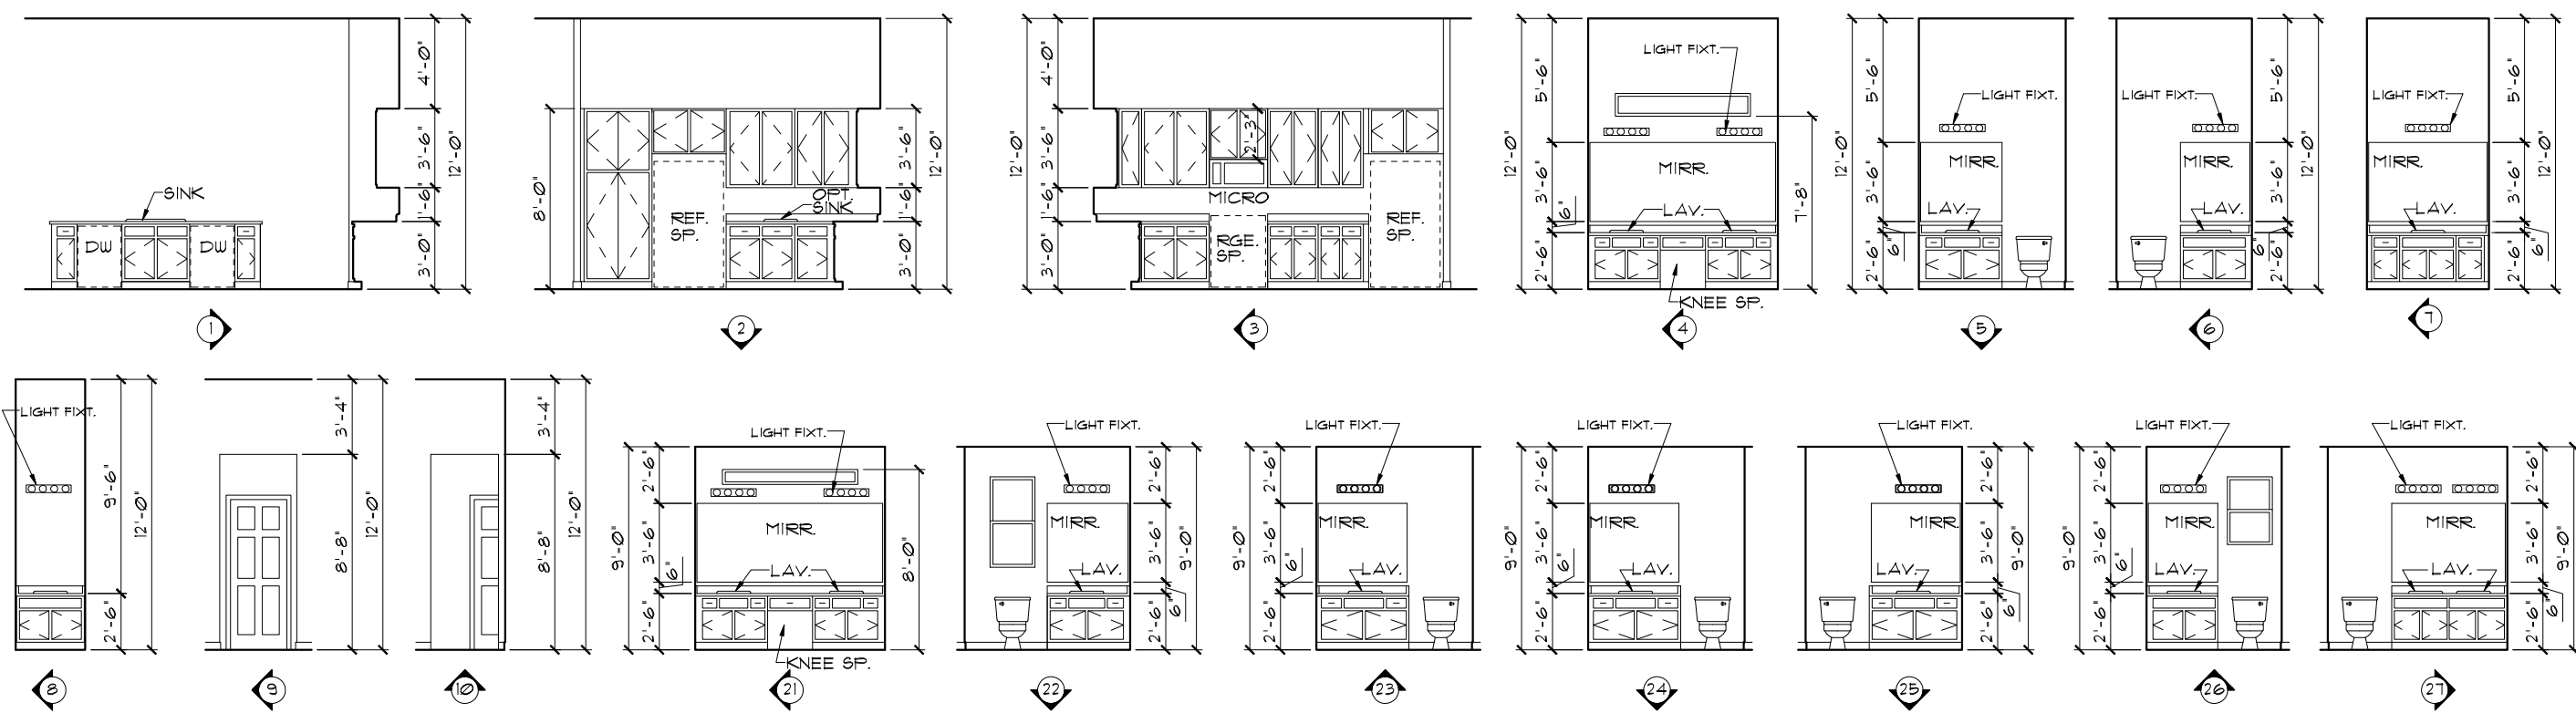 4'-0"
3'-6"
1'-6"
3'-0"
12'-0"
SINK
DW
DW
1
8'-0"
REF.
SP.
OPT.
SINK
4'-0"
3'-6"
1'-6"
3'-0"
12'-0"
2
12'-0"
4'-0"
3'-6"
1'-6"
3'-0"
2'-3"
MICRO
RGE.
SP.
REF.
SP.
3
12'-0"
5'-6"
3'-6"
6"
2'-6"
LIGHT FIXT.
MIRR.
LAV.
KNEE SP.
7'-8"
4
12'-0"
5'-6"
3'-6"
6"
2'-6"
LIGHT FIXT.
MIRR.
LAV.
5
LIGHT FIXT.
MIRR.
LAV.
5'-6"
3'-6"
6"
2'-6"
12'-0"
6
LIGHT FIXT.
MIRR.
LAV.
5'-6"
3'-6"
6"
2'-6"
12'-0"
7
LIGHT FIXT.
9'-6"
2'-6"
12'-0"
8
3'-4"
8'-8"
12'-0"
9
3'-4"
8'-8"
12'-0"
10
9'-0"
2'-6"
3'-6"
6"
2'-6"
LIGHT FIXT.
MIRR.
LAV.
KNEE SP.
8'-0"
21
LIGHT FIXT.
MIRR.
LAV.
2'-6"
3'-6"
6"
2'-6"
9'-0"
22
9'-0"
2'-6"
3'-6"
6"
2'-6"
LIGHT FIXT.
MIRR.
LAV.
23
9'-0"
2'-6"
3'-6"
6"
2'-6"
LIGHT FIXT.
MIRR.
LAV.
24
LIGHT FIXT.
MIRR.
LAV.
2'-6"
3'-6"
6"
2'-6"
9'-0"
25
9'-0"
2'-6"
3'-6"
6"
2'-6"
LIGHT FIXT.
MIRR.
LAV.
26
LIGHT FIXT.
MIRR.
LAV.
2'-6"
3'-6"
6"
2'-6"
9'-0"
27